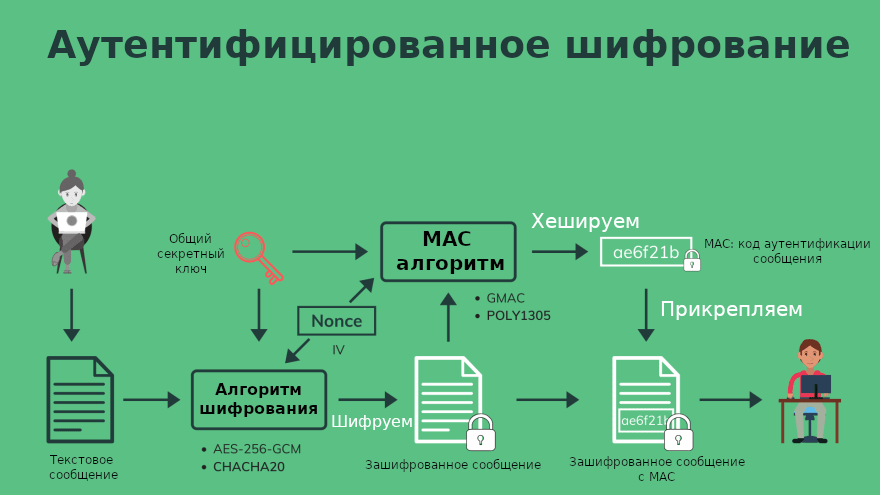 Аутентифицированное шифрование
Хешируем
Общий
секретный
ключ
MAC
алгоритм
ae6f21b
MAC: код аутентификации
сообщения
Nonce
IV
• GMAC
• POLY1305
Прикрепляем
Алгоритм
шифрования
Шифруем
ae6f21b
• AES-256-GCM
• CHACHA20
Текстовое
сообщение
Зашифрованное сообщение
Зашифрованное сообщение
с MAC